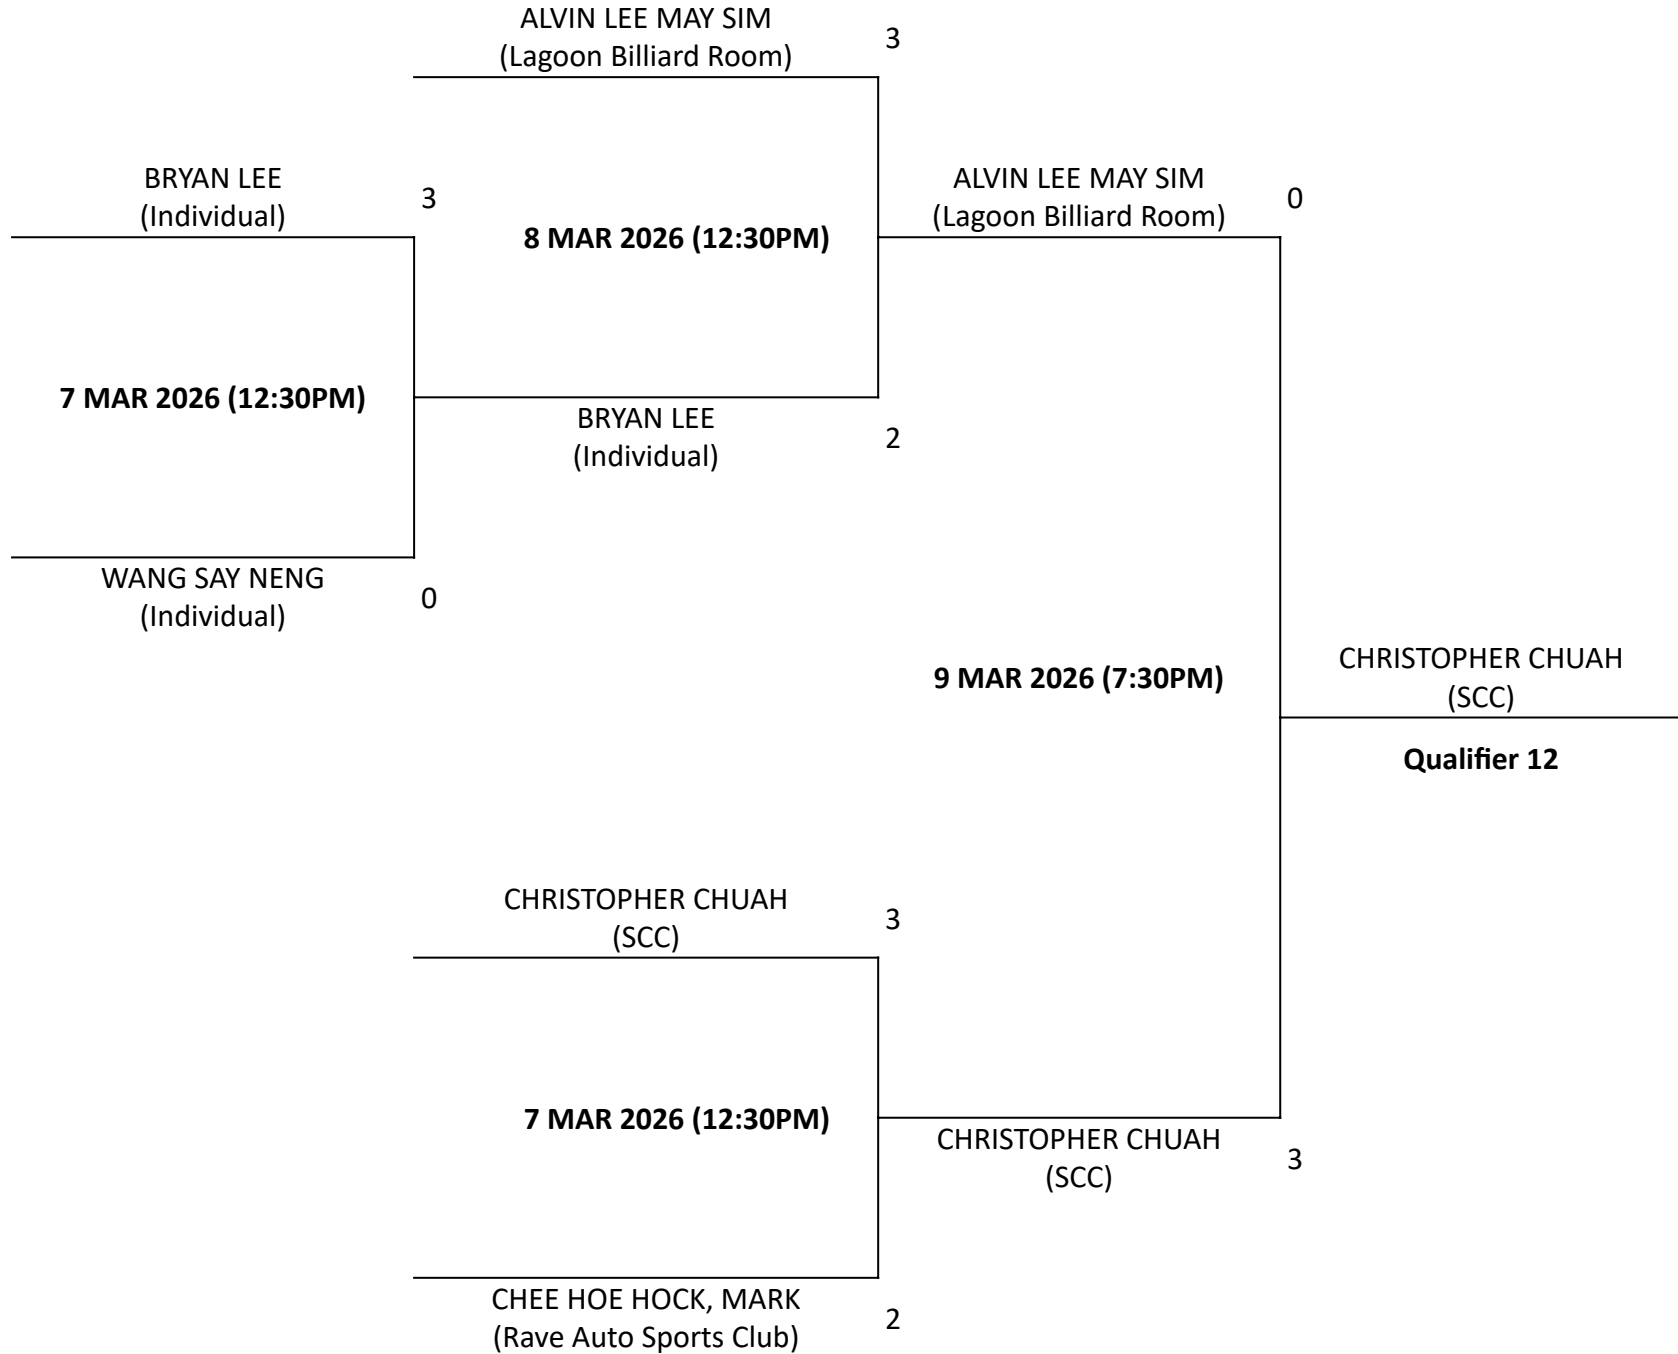 ALVIN LEE MAY SIM
(Lagoon Billiard Room)
3
BRYAN LEE
(Individual)
3
8 MAR 2026 (12:30PM)
ALVIN LEE MAY SIM
(Lagoon Billiard Room)
0
7 MAR 2026 (12:30PM)
BRYAN LEE
(Individual)
2
WANG SAY NENG
(Individual)
0
9 MAR 2026 (7:30PM)
CHRISTOPHER CHUAH
(SCC)
Qualifier 12
CHRISTOPHER CHUAH
(SCC)
3
7 MAR 2026 (12:30PM)
CHRISTOPHER CHUAH
(SCC)
3
CHEE HOE HOCK, MARK
(Rave Auto Sports Club)
2